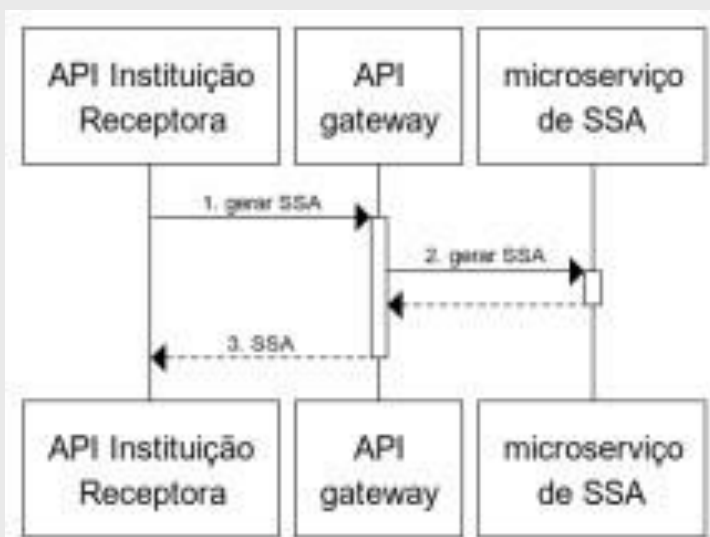 API Instituição
Receptora
API
gateway
microserviço
de SSA
1. gerar SSA
2. gerar SSA
3. SSA
API Instituição
Receptora
API
gateway
microserviço
de SSA